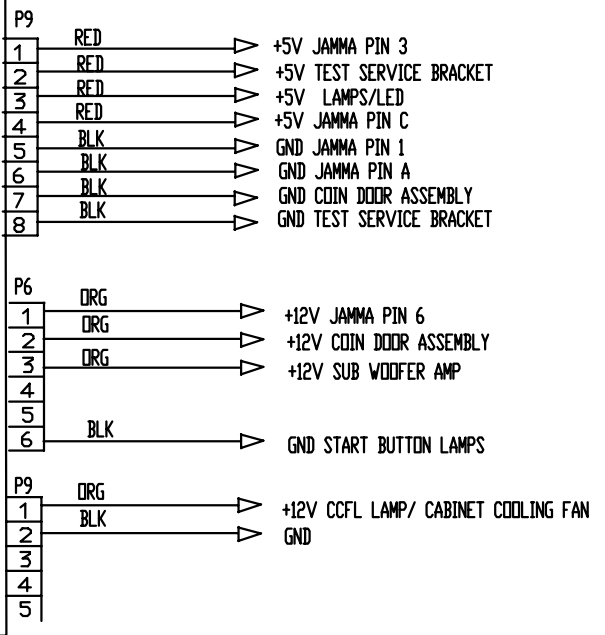 P9
1 RED +5V JAMMA PIN 3
2 RED +5V TEST SERVICE BRACKET
3 RED +5V LAMPS/LED
4 RED +5V JAMMA PIN C
5 BLK GND JAMMA PIN 1
6 BLK GND JAMMA PIN A
7 BLK GND COIN DOOR ASSEMBLY
8 BLK GND TEST SERVICE BRACKET
P6
1 ORG +12V JAMMA PIN 6
2 ORG +12V COIN DOOR ASSEMBLY
3 ORG +12V SUB WOOFER AMP
4
5
6 BLK GND START BUTTON LAMPS
P9
1 ORG +12V CCFL LAMP/ CABINET COOLING FAN
2 BLK GND
3
4
5